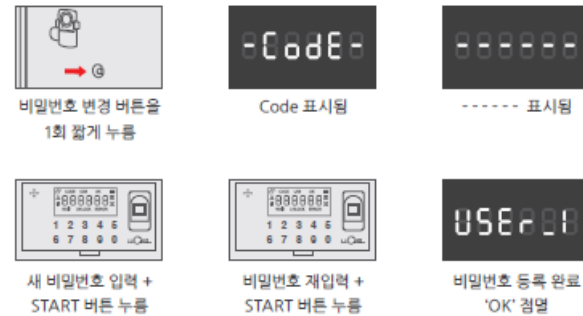 -CodE-
------
비밀번호 변경 버튼을
1회 짧게 누름
Code 표시됨
------ 표시됨
888888
1 2 3 4 5
6 7 8 9 0
888888
1 2 3 4 5
6 7 8 9 0
USEr_1
새 비밀번호 입력 +
START 버튼 누름
비밀번호 재입력 +
START 버튼 누름
비밀번호 등록 완료
'OK' 점멸